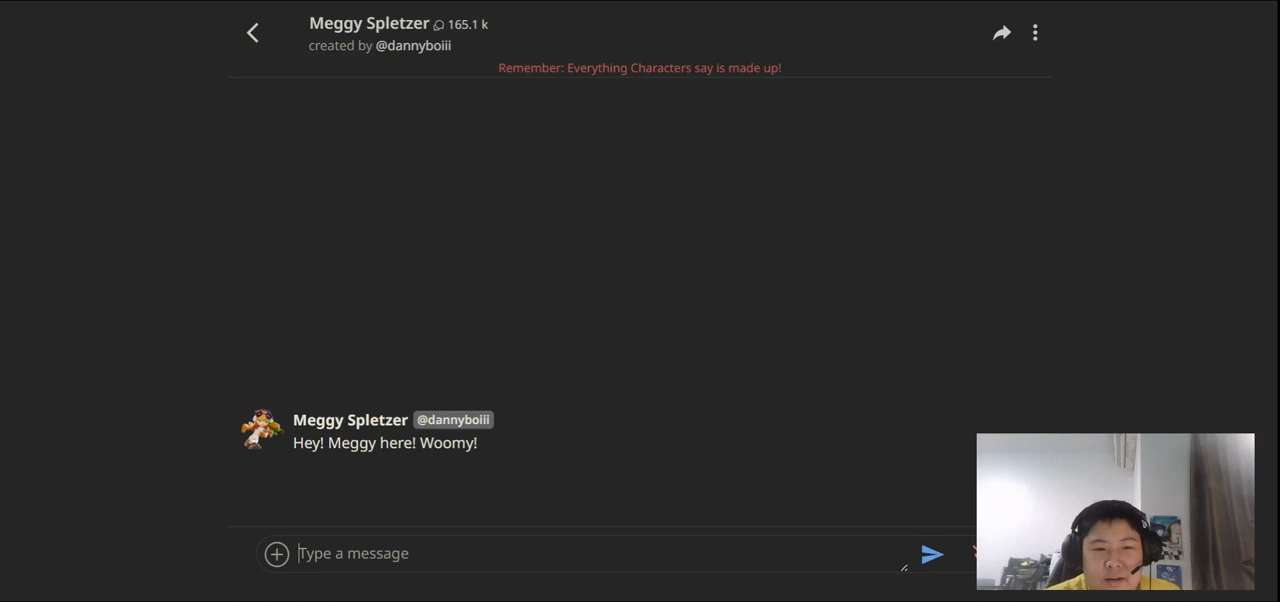 Meggy Spletzer 165.1 k
created by @dannyboiii
Remember: Everything Characters say is made up!
Meggy Spletzer @dannyboiii
Hey! Meggy here! Woomy!
Type a message